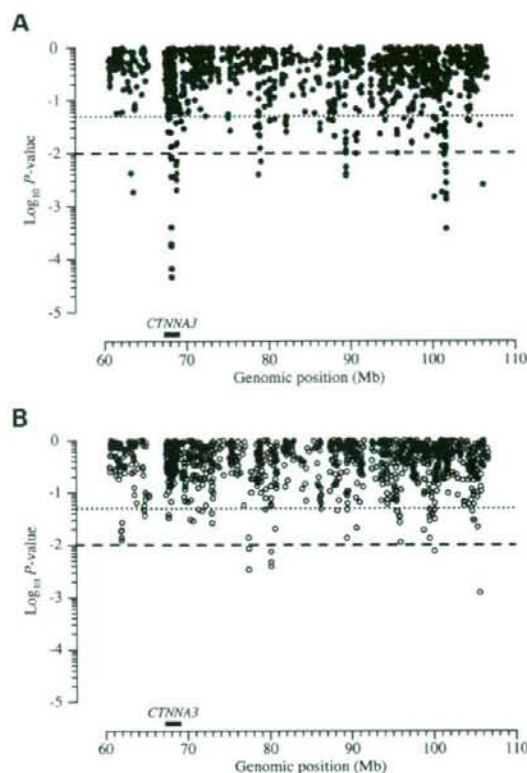 A
0
-1
-2
-3
-4
-5
Log10 P-value
CTNNA3
60 70 80 90 100 110
Genomic position (Mb)
B
0
-1
-2
-3
-4
-5
Log10 P-value
CTNNA3
60 70 80 90 100 110
Genomic position (Mb)